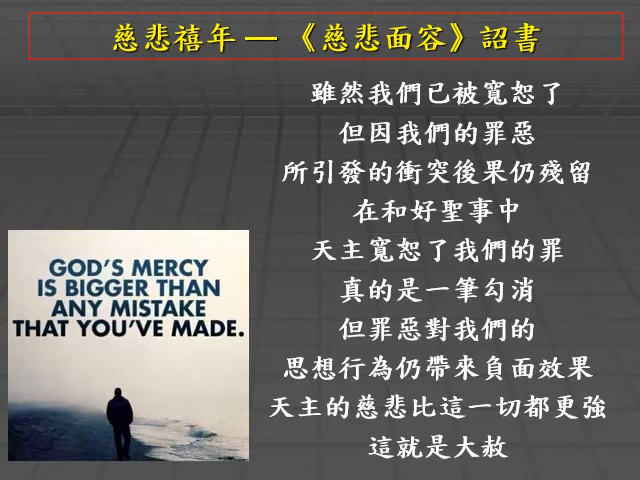 慈悲禧年 — 《慈悲面容》詔書
雖然我們已被寬恕了
但因我們的罪惡
所引發的衝突後果仍殘留
在和好聖事中
天主寬恕了我們的罪
真的是一筆勾消
但罪惡對我們的
思想行為仍帶來負面效果
天主的慈悲比這一切都更強
這就是大赦
GOD'S MERCY
IS BIGGER THAN
ANY MISTAKE
THAT YOU'VE MADE.